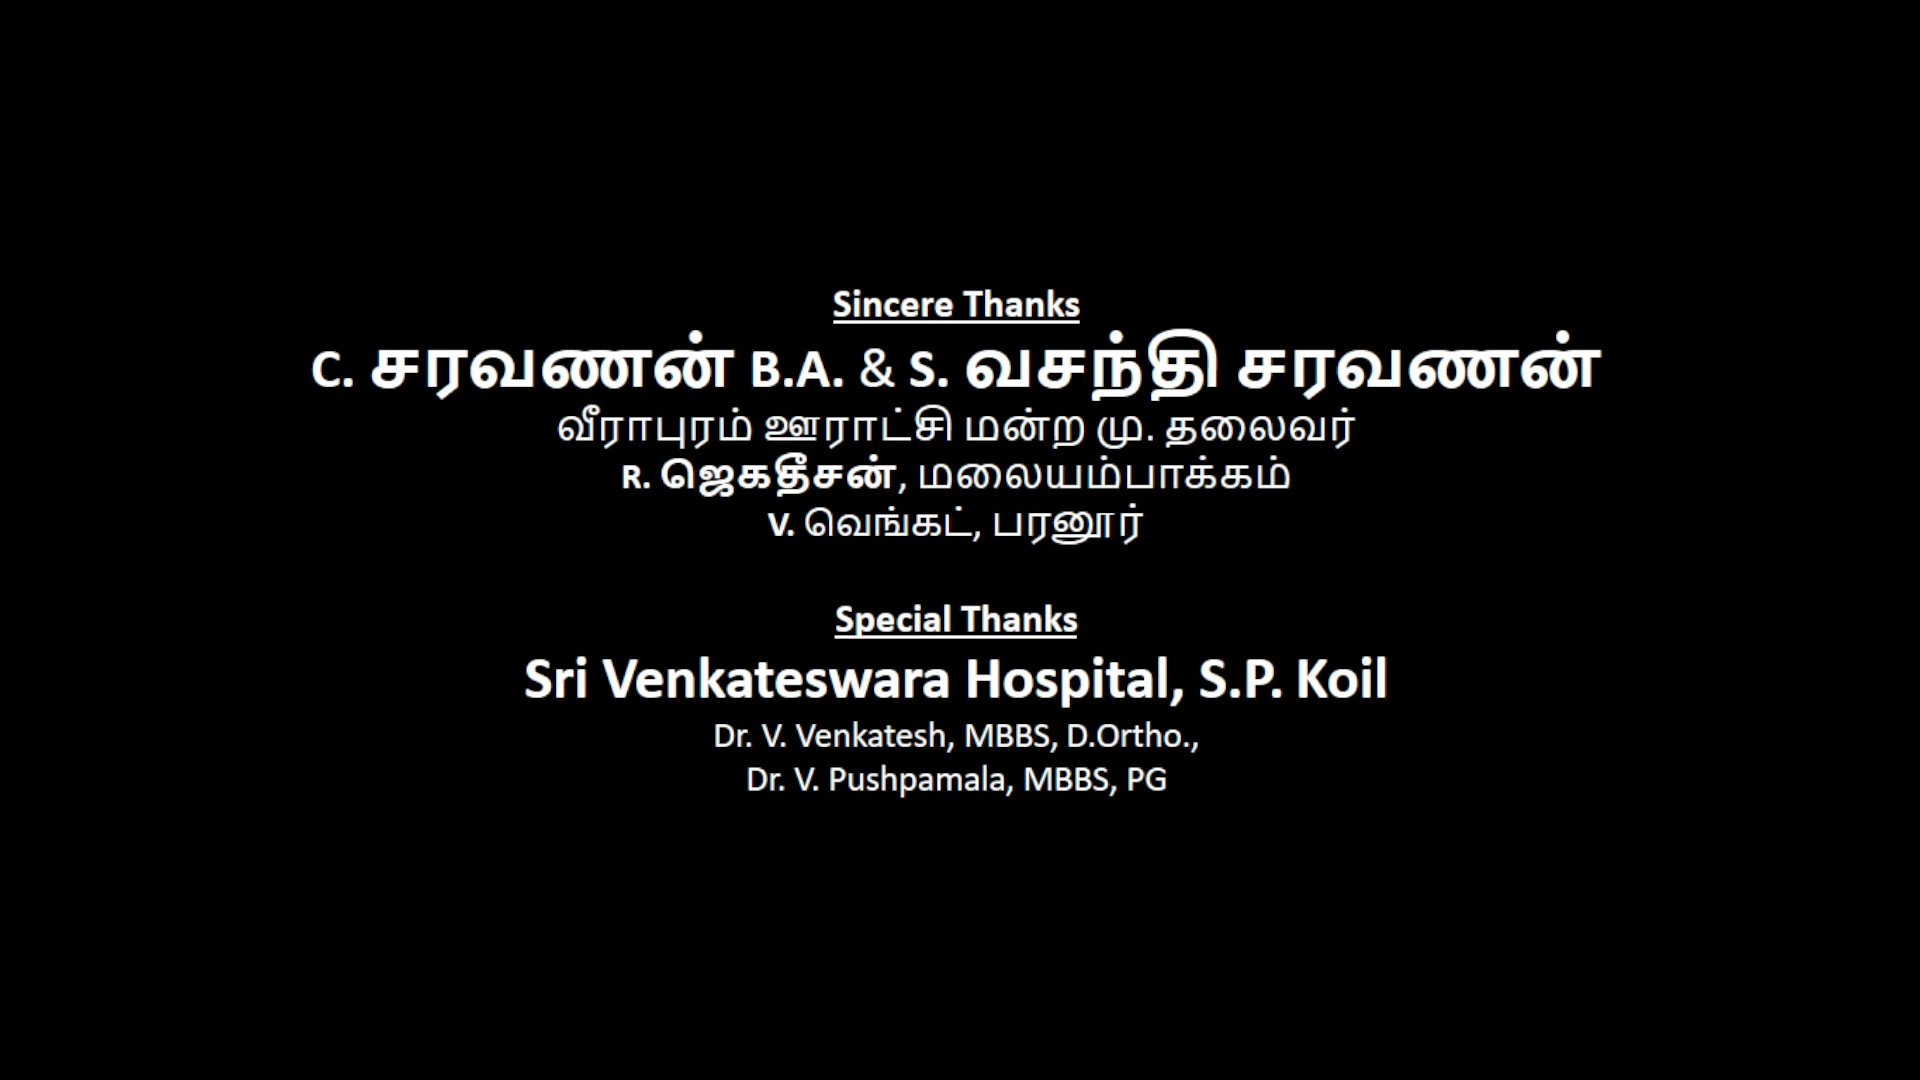 Sincere Thanks
C. சரவணன் B.A. & S. வசந்தி சரவணன்
வீராபுரம் ஊராட்சி மன்ற மு. தலைவர்
R. ஜெகதீசன், மலையம்பாக்கம்
V. வெங்கட், பரனூர்
Special Thanks
Sri Venkateswara Hospital, S.P. Koil
Dr. V. Venkatesh, MBBS, D.Ortho.,
Dr. V. Pushpamala, MBBS, PG